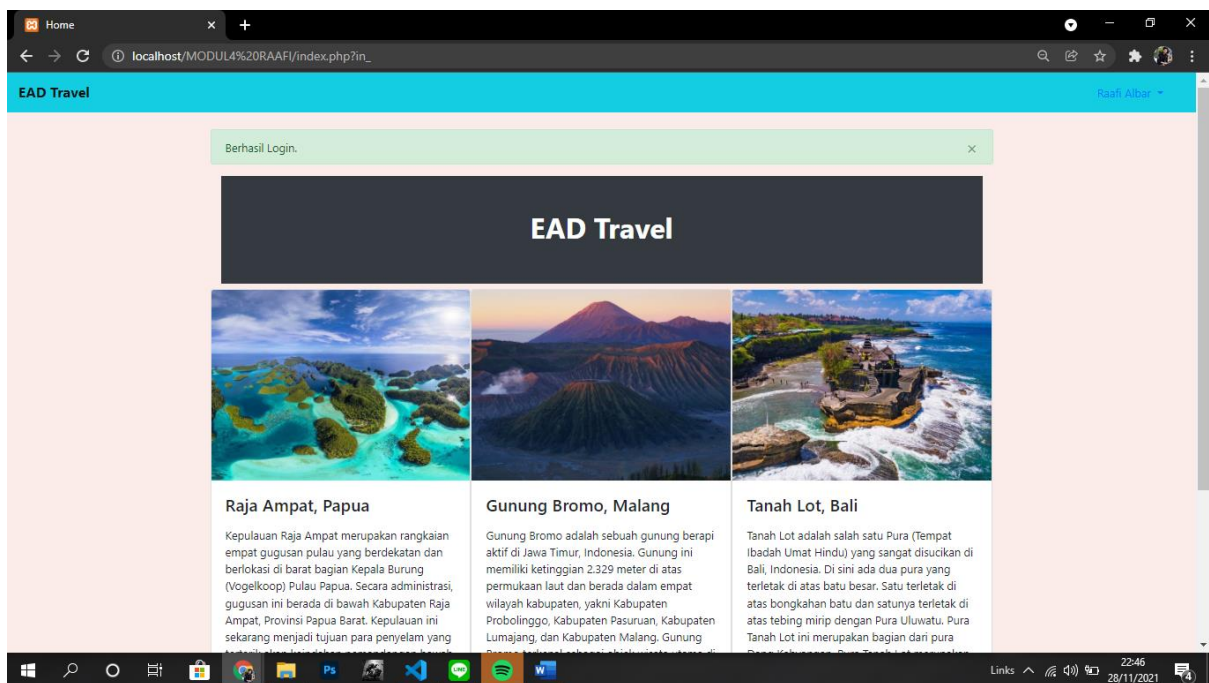 Home
localhost/MODUL4%20RAAFI/index.php?in_
EAD Travel
Raafi Albar
Berhasil Login.
EAD Travel
Raja Ampat, Papua
Kepulauan Raja Ampat merupakan rangkaian
empat gugusan pulau yang berdekatan dan
berlokasi di barat bagian Kepala Burung
(Vogelkoop) Pulau Papua. Secara administrasi,
gugusan ini berada di bawah Kabupaten Raja
Ampat, Provinsi Papua Barat. Kepulauan ini
sekarang menjadi tujuan para penyelam yang
Gunung Bromo, Malang
Gunung Bromo adalah sebuah gunung berapi
aktif di Jawa Timur, Indonesia. Gunung ini
memiliki ketinggian 2.329 meter di atas
permukaan laut dan berada dalam empat
wilayah kabupaten, yakni Kabupaten
Probolinggo, Kabupaten Pasuruan, Kabupaten
Lumajang, dan Kabupaten Malang. Gunung
Tanah Lot, Bali
Tanah Lot adalah salah satu Pura (Tempat
Ibadah Umat Hindu) yang sangat disucikan di
Bali, Indonesia. Di sini ada dua pura yang
terletak di atas batu besar. Satu terletak di
atas bongkahan batu dan satunya terletak di
atas tebing mirip dengan Pura Uluwatu. Pura
Tanah Lot ini merupakan bagian dari pura
Ps
LINE
W
Links
22:46
28/11/2021
4